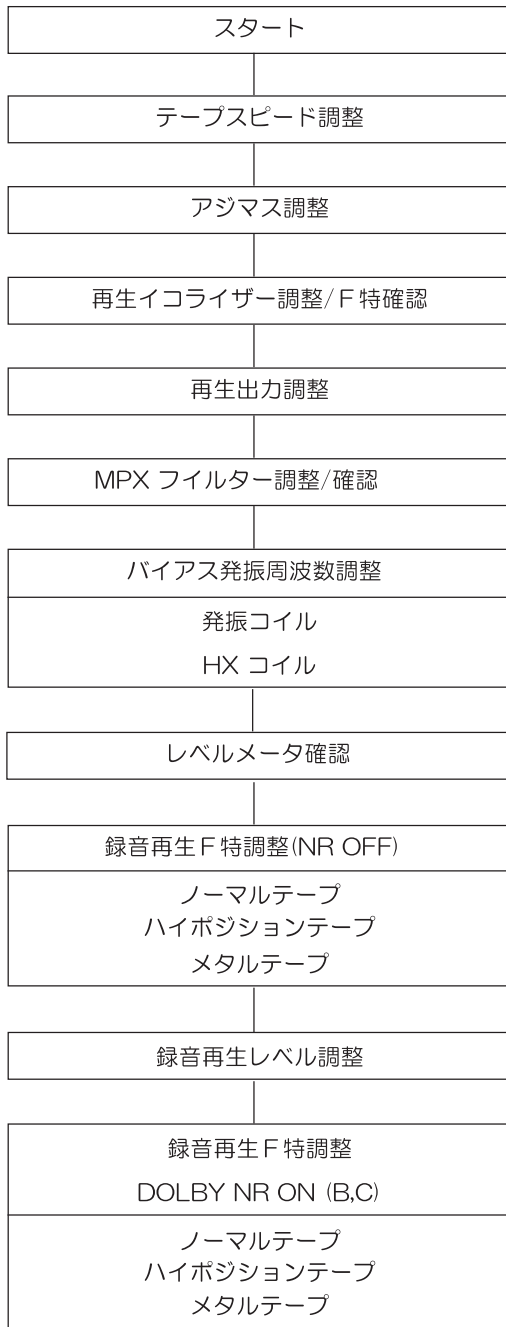 スタート
テープスピード調整
アジマス調整
再生イコライザー調整/F特確認
再生出力調整
MPX フイルター調整/確認
バイアス発振周波数調整
発振コイル
HX コイル
レベルメータ確認
録音再生F特調整(NR OFF)
ノーマルテープ
ハイポジションテープ
メタルテープ
録音再生レベル調整
録音再生F特調整
DOLBY NR ON (B,C)
ノーマルテープ
ハイポジションテープ
メタルテープ